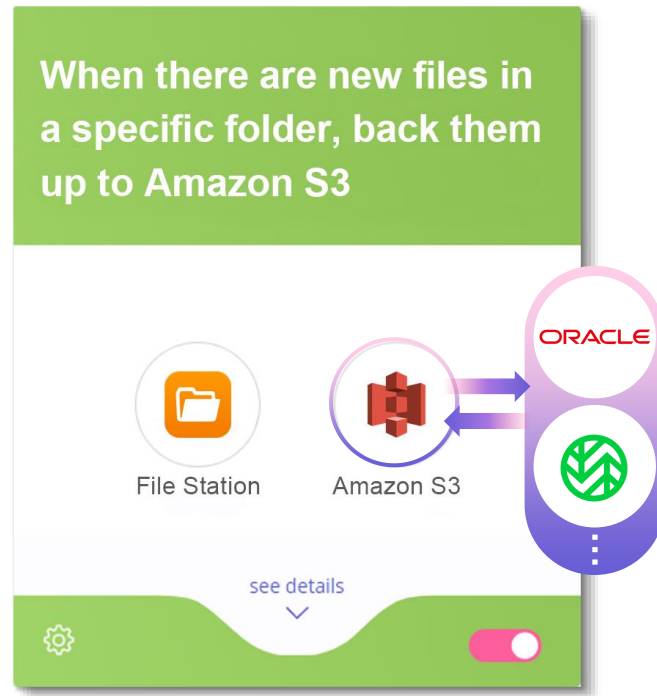 When there are new files in
a specific folder, back them
up to Amazon S3
ORACLE
File Station
Amazon S3
see details